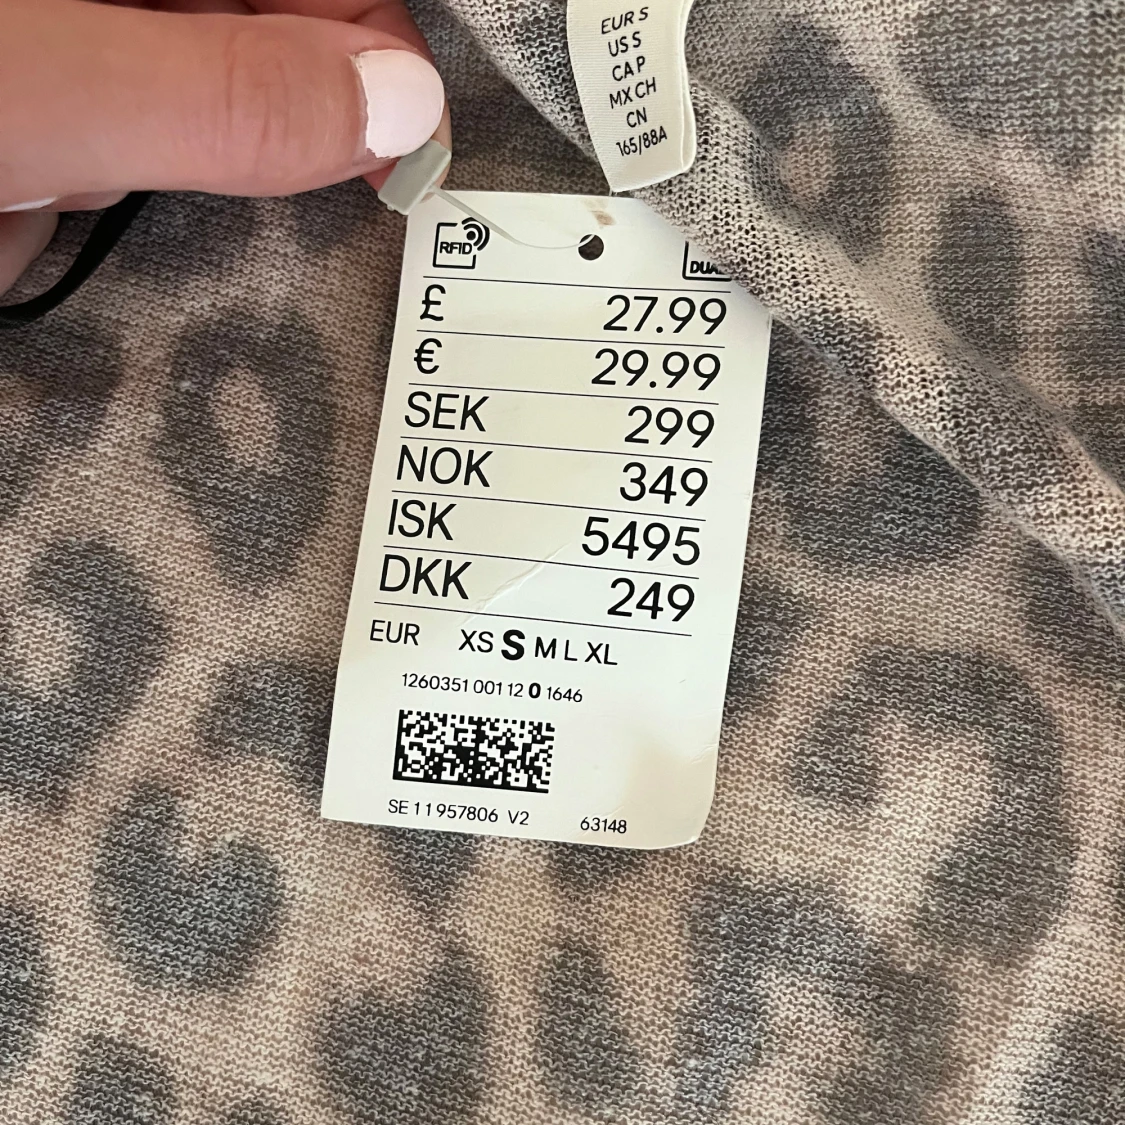 EUR S
US S
CA P
MX CH
CN
165/88A
RFID
£ 27.99
€ 29.99
SEK 299
NOK 349
ISK 5495
DKK 249
EUR XS S M L XL
1260351 001 12 0 1646
SE 11957806 V2 63148